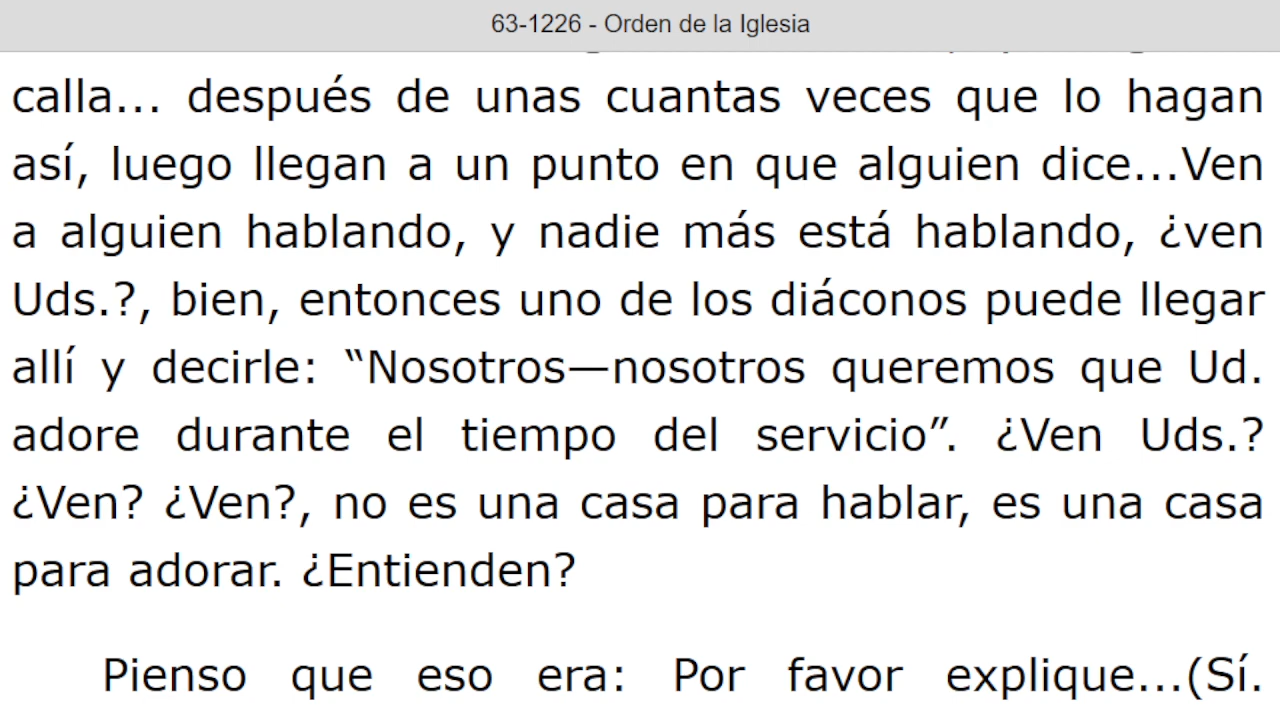 63-1226 - Orden de la Iglesia
calla... después de unas cuantas veces que lo hagan
así, luego llegan a un punto en que alguien dice...Ven
a alguien hablando, y nadie más está hablando, ¿ven
Uds.?, bien, entonces uno de los diáconos puede llegar
allí y decirle: “Nosotros—nosotros queremos que Ud.
adore durante el tiempo del servicio”. ¿Ven Uds.?
¿Ven? ¿Ven?, no es una casa para hablar, es una casa
para adorar. ¿Entienden?
Pienso que eso era: Por favor explique...(Sí.